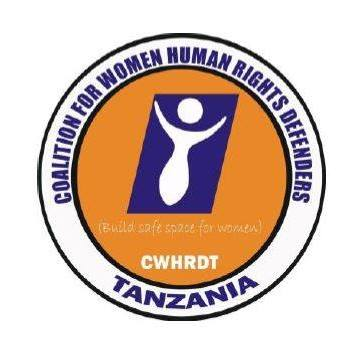 COALITION FOR WOMEN HUMAN RIGHTS DEFENDERS
(Build safe space for women)
CWHRDT
TANZANIA